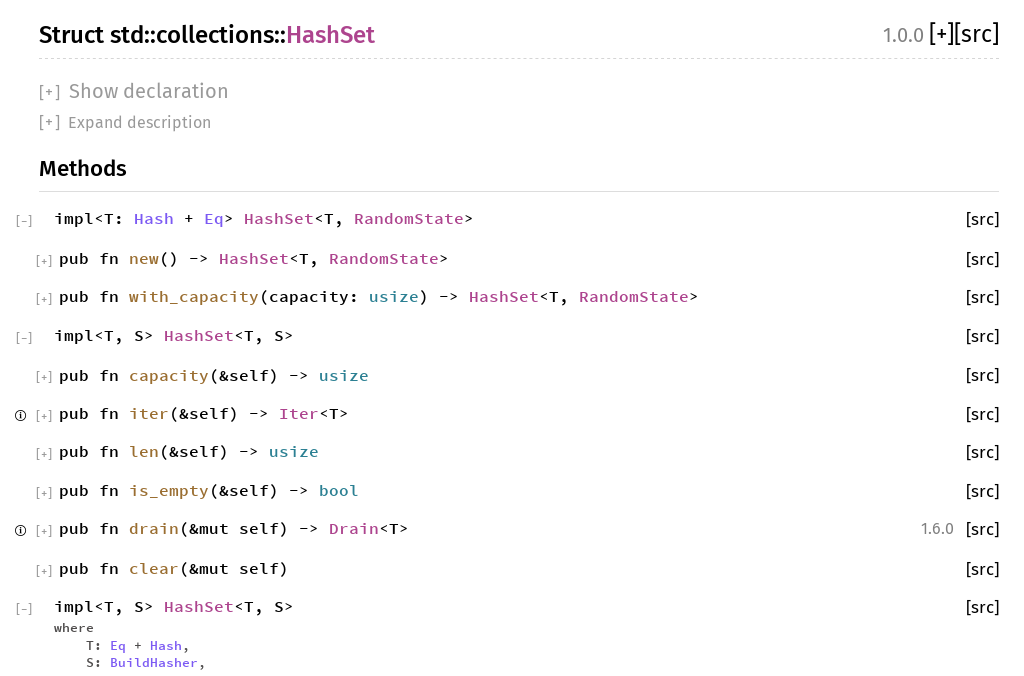 Struct std::collections::HashSet 1.0.0 [+][src]
[+] Show declaration
[+] Expand description
Methods
[-] impl<T: Hash + Eq> HashSet<T, RandomState> [src]
[+] pub fn new() -> HashSet<T, RandomState> [src]
[+] pub fn with_capacity(capacity: usize) -> HashSet<T, RandomState> [src]
[-] impl<T, S> HashSet<T, S> [src]
[+] pub fn capacity(&self) -> usize [src]
ⓘ [+] pub fn iter(&self) -> Iter<T> [src]
[+] pub fn len(&self) -> usize [src]
[+] pub fn is_empty(&self) -> bool [src]
ⓘ [+] pub fn drain(&mut self) -> Drain<T> 1.6.0 [src]
[+] pub fn clear(&mut self) [src]
[-] impl<T, S> HashSet<T, S> [src]
where
T: Eq + Hash,
S: BuildHasher,